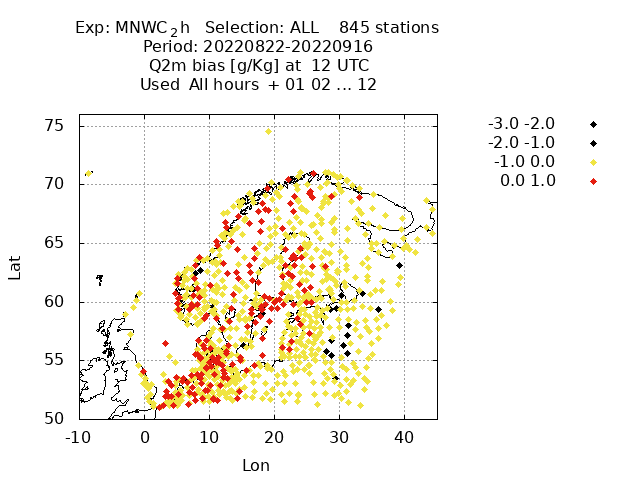 Exp: MNWC_2h Selection: ALL 845 stations
Period: 20220822-20220916
Q2m bias [g/Kg] at 12 UTC
Used All hours + 01 02 ... 12
-3.0 -2.0
-2.0 -1.0
-1.0 0.0
0.0 1.0
75
70
65
60
55
50
Lat
-10 0 10 20 30 40
Lon